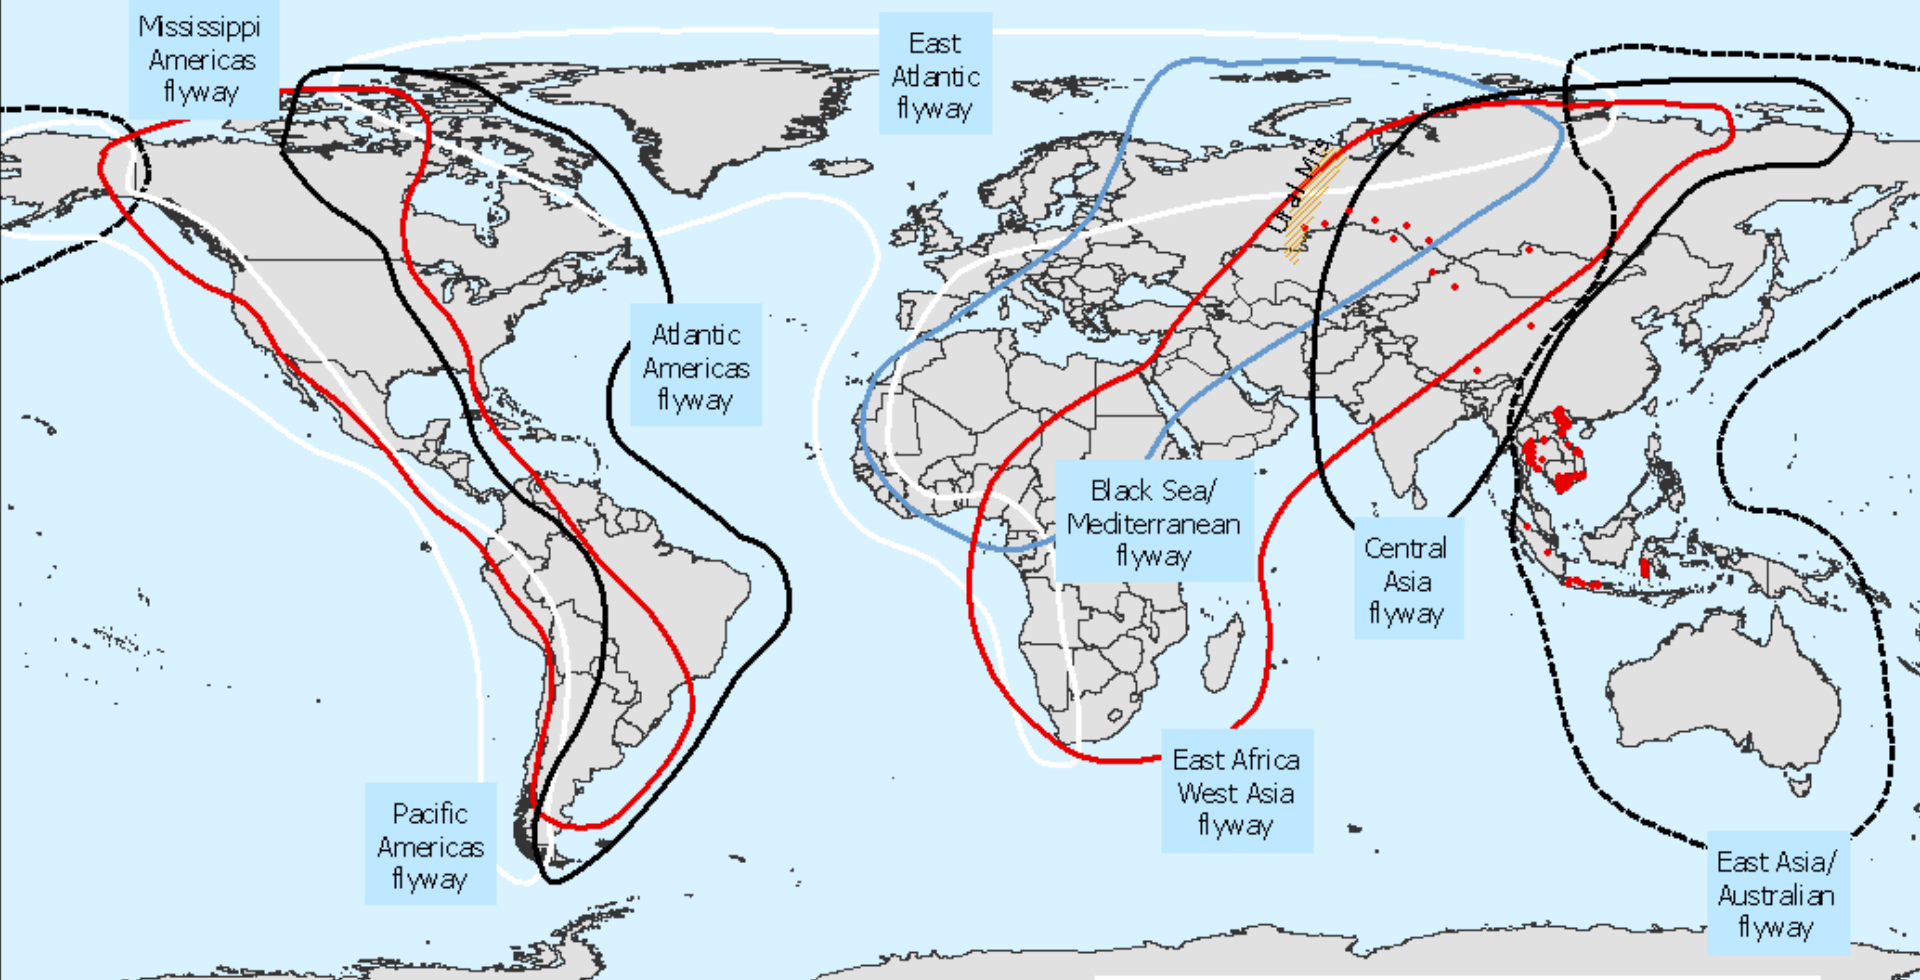 Mississippi
Americas
flyway
East
Atlantic
flyway
Ural Mts
Atlantic
Americas
flyway
Black Sea/
Mediterranean
flyway
Central
Asia
flyway
East Africa
West Asia
flyway
Pacific
Americas
flyway
East Asia/
Australian
flyway